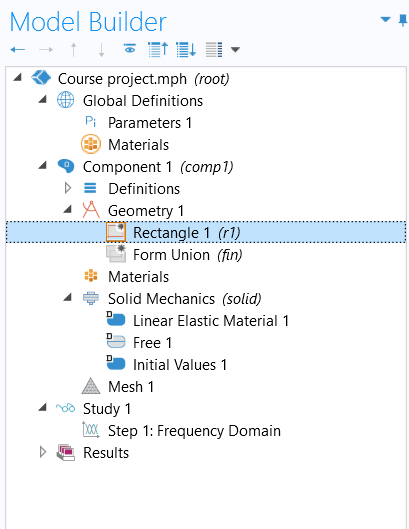 Model Builder
Course project.mph (root)
Global Definitions
Pi Parameters 1
Materials
Component 1 (comp1)
Definitions
Geometry 1
Rectangle 1 (r1)
Form Union (fin)
Materials
Solid Mechanics (solid)
D Linear Elastic Material 1
D Free 1
D Initial Values 1
Mesh 1
Study 1
Step 1: Frequency Domain
Results